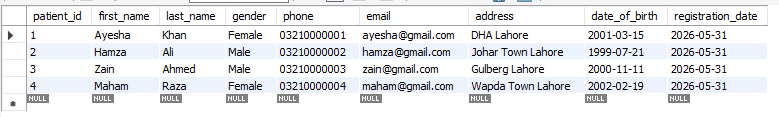 patient_id first_name last_name gender phone email address date_of_birth registration_date
1 Ayesha Khan Female 03210000001 ayesha@gmail.com DHA Lahore 2001-03-15 2026-05-31
2 Hamza Ali Male 03210000002 hamza@gmail.com Johar Town Lahore 1999-07-21 2026-05-31
3 Zain Ahmed Male 03210000003 zain@gmail.com Gulberg Lahore 2000-11-11 2026-05-31
4 Maham Raza Female 03210000004 maham@gmail.com Wapda Town Lahore 2002-02-19 2026-05-31
NULL NULL NULL NULL NULL NULL NULL NULL NULL